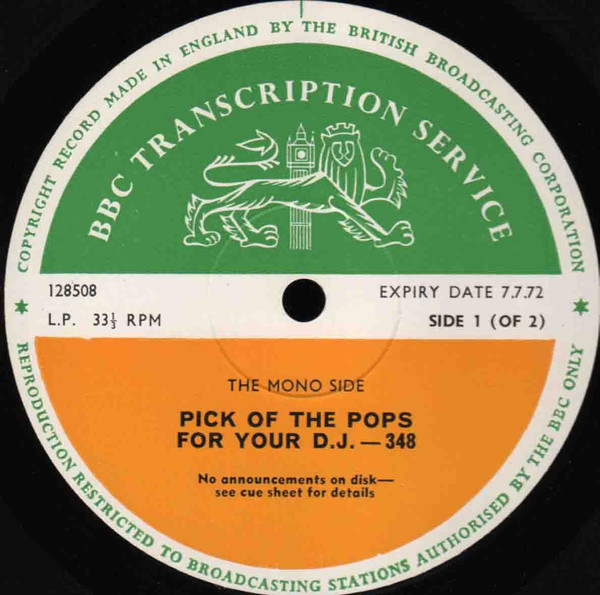 COPYRIGHT RECORD MADE IN ENGLAND BY THE BRITISH BROADCASTING CORPORATION
BBC TRANSCRIPTION SERVICE
128508
EXPIRY DATE 7.7.72
L.P. 33⅓ RPM
SIDE 1 (OF 2)
THE MONO SIDE
PICK OF THE POPS
FOR YOUR D.J. — 348
No announcements on disk—
see cue sheet for details
REPRODUCTION RESTRICTED TO BROADCASTING STATIONS AUTHORISED BY THE BBC ONLY